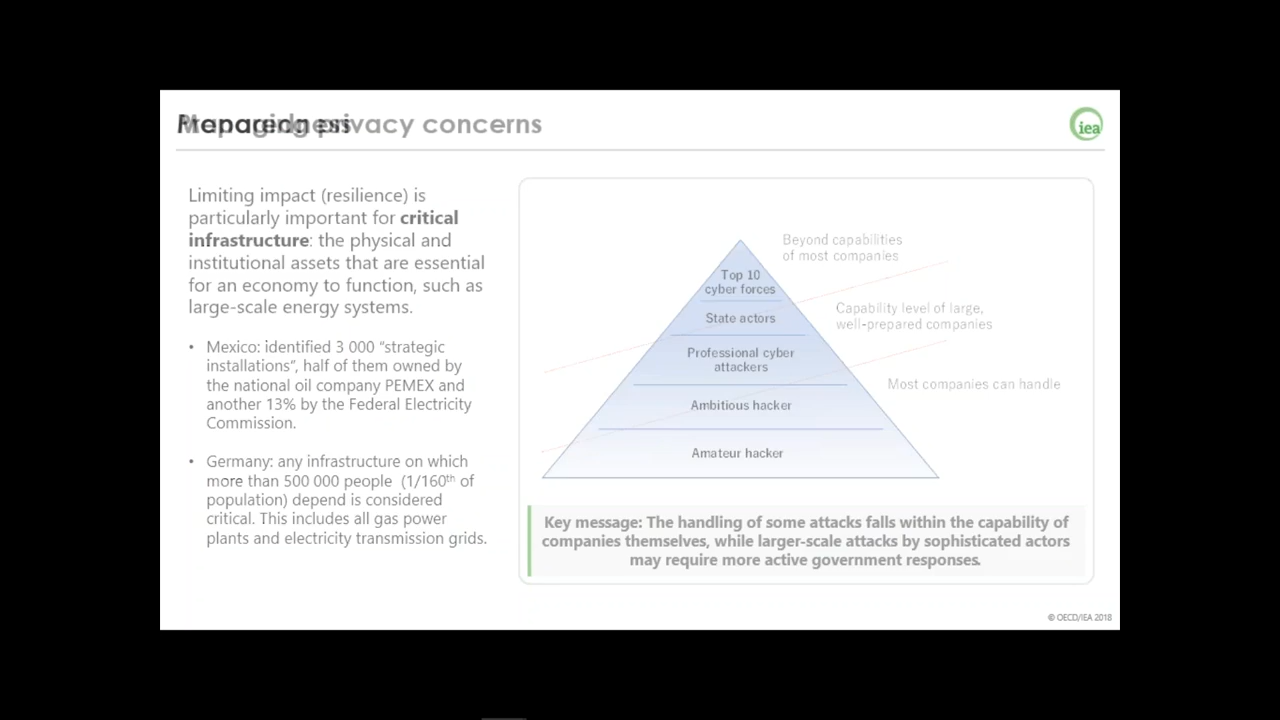 privacy concerns
iea
Limiting impact (resilience) is
particularly important for critical
infrastructure: the physical and
institutional assets that are essential
for an economy to function, such as
large-scale energy systems.
• Mexico: identified 3 000 “strategic
installations”, half of them owned by
the national oil company PEMEX and
another 13% by the Federal Electricity
Commission.
• Germany: any infrastructure on which
more than 500 000 people (1/160th of
population) depend is considered
critical. This includes all gas power
plants and electricity transmission grids.
Beyond capabilities
of most companies
Top 10
cyber forces
Capability level of large,
well-prepared companies
State actors
Professional cyber
attackers
Most companies can handle
Ambitious hacker
Amateur hacker
Key message: The handling of some attacks falls within the capability of
companies themselves, while larger-scale attacks by sophisticated actors
may require more active government responses.
© OECD/IEA 2018